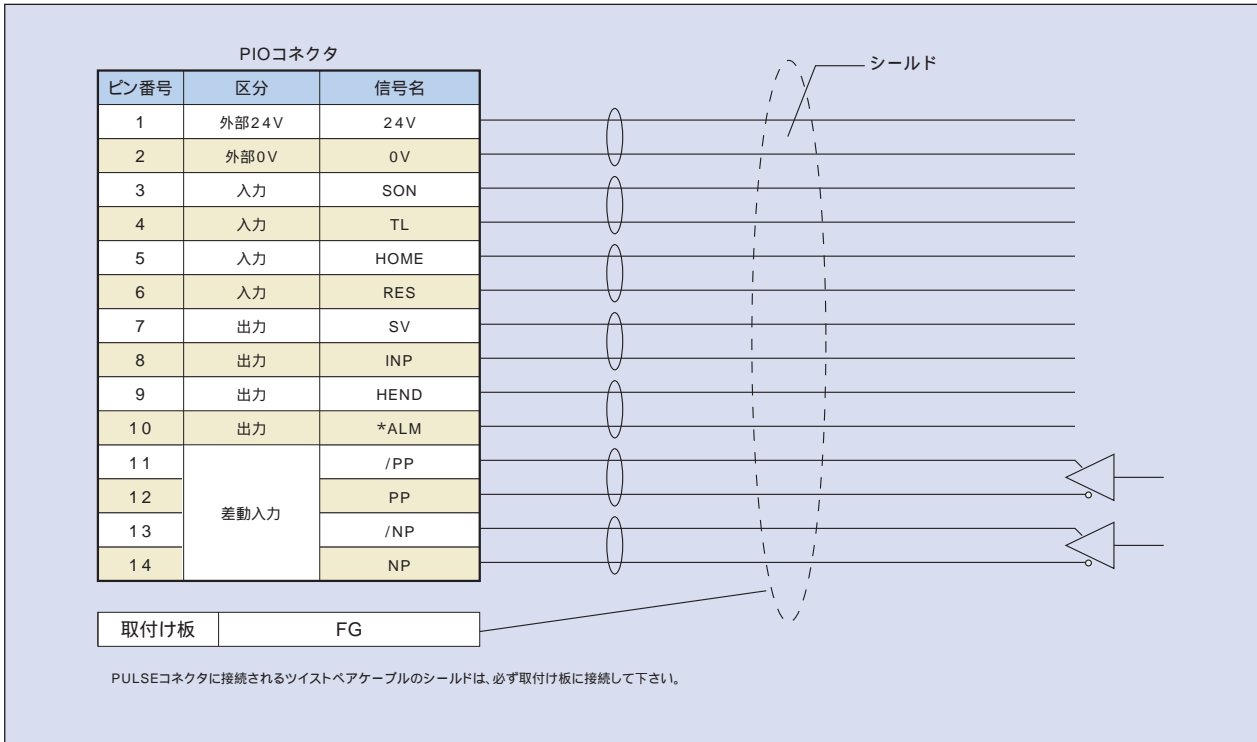 PIOコネクタ
シールド
ピン番号 区分 信号名
1 外部24V 24V
2 外部0V 0V
3 入力 SON
4 入力 TL
5 入力 HOME
6 入力 RES
7 出力 SV
8 出力 INP
9 出力 HEND
10 出力 *ALM
11 差動入力 /PP
12 PP
13 /NP
14 NP
取付け板 FG
PULSEコネクタに接続されるツイストペアケーブルのシールドは、必ず取付け板に接続して下さい。